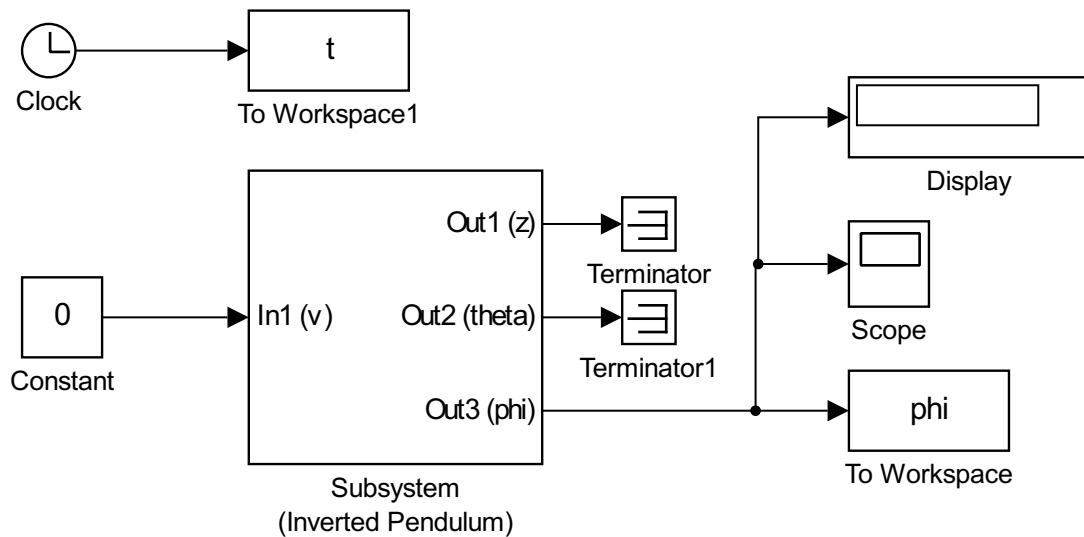 t
Clock
To Workspace1
Display
Out1 (z)
Terminator
0
In1 (v)
Out2 (theta)
Scope
Constant
Terminator1
Out3 (phi)
phi
To Workspace
Subsystem
(Inverted Pendulum)